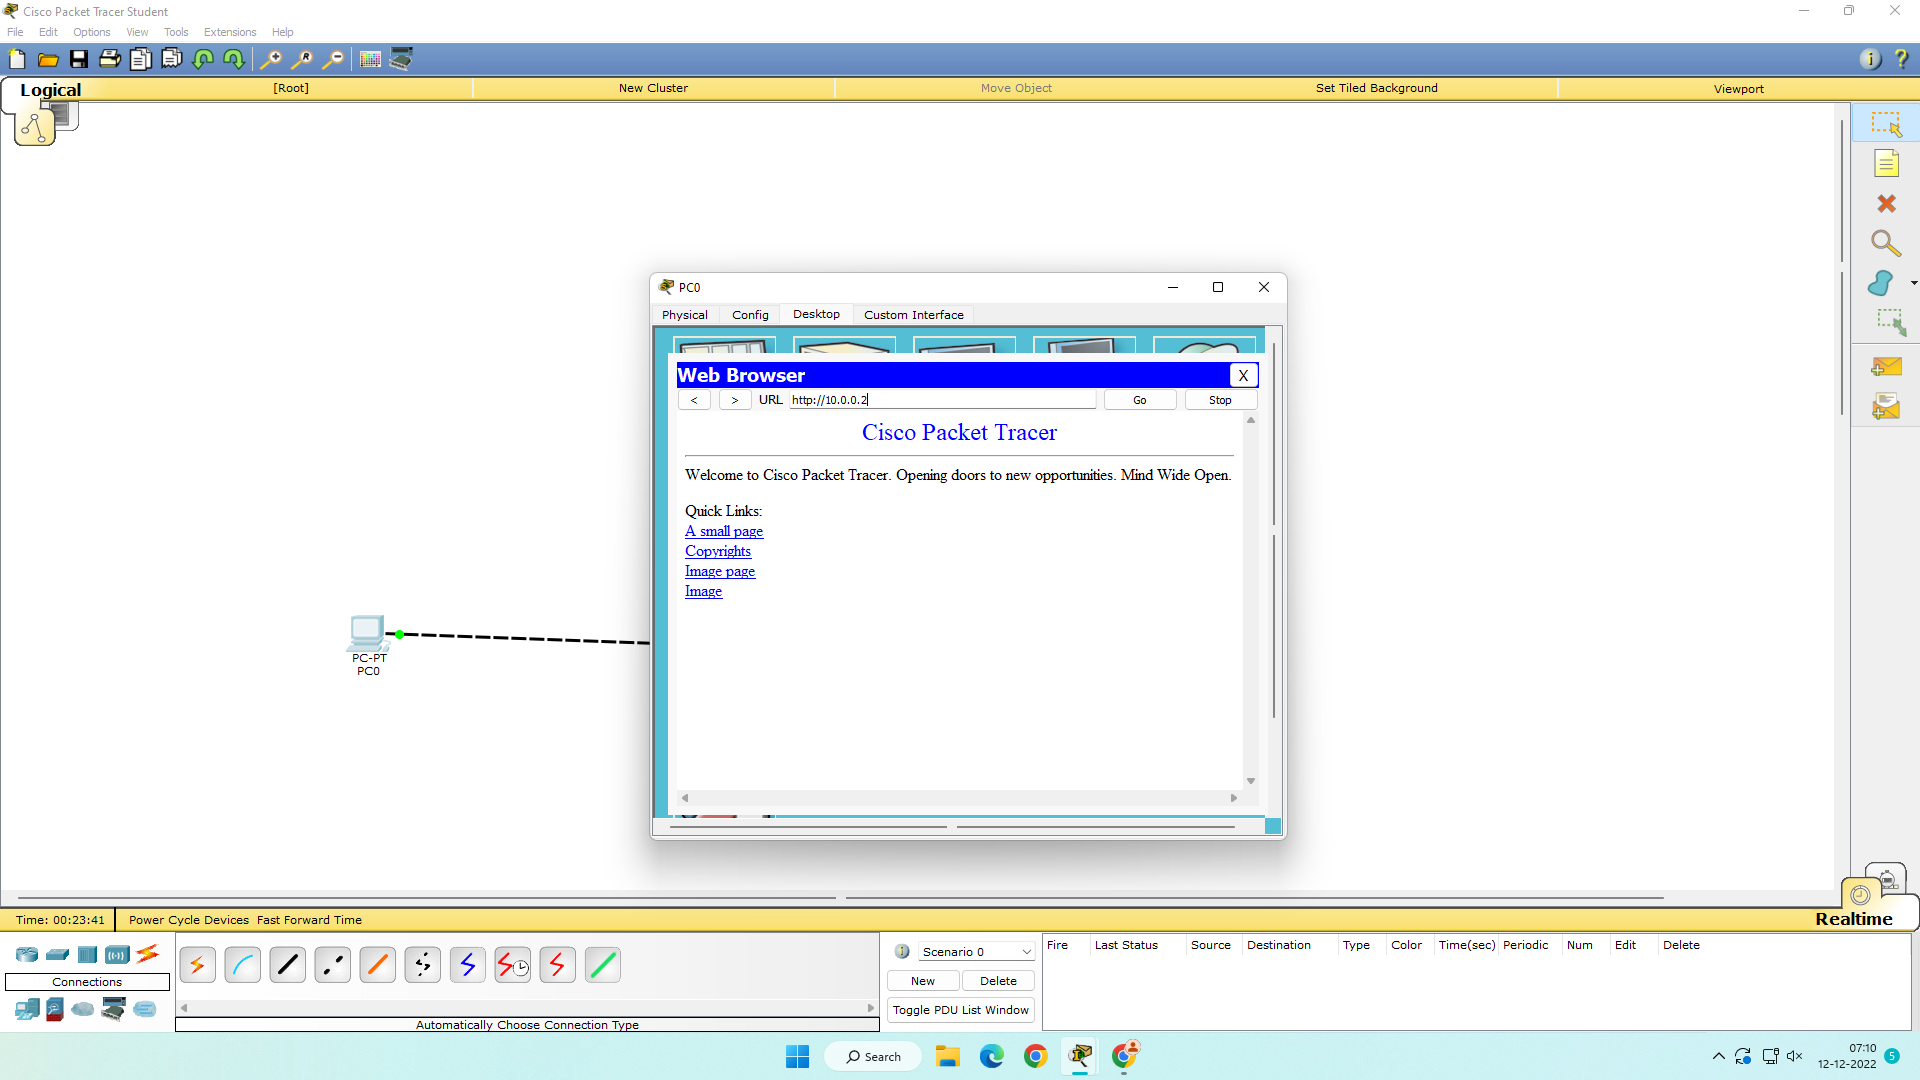 Cisco Packet Tracer Student
File Edit Options View Tools Extensions Help
Logical [Root] New Cluster Move Object Set Tiled Background Viewport
PC0
Physical Config Desktop Custom Interface
Web Browser X
< > URL http://10.0.0.2 Go Stop
Cisco Packet Tracer
Welcome to Cisco Packet Tracer. Opening doors to new opportunities. Mind Wide Open.
Quick Links:
A small page
Copyrights
Image page
Image
PC-PT
PC0
Time: 00:23:41 Power Cycle Devices Fast Forward Time Realtime
Connections
Automatically Choose Connection Type
Scenario 0
New Delete
Toggle PDU List Window
Fire Last Status Source Destination Type Color Time(sec) Periodic Num Edit Delete
Search
07:10
12-12-2022
5